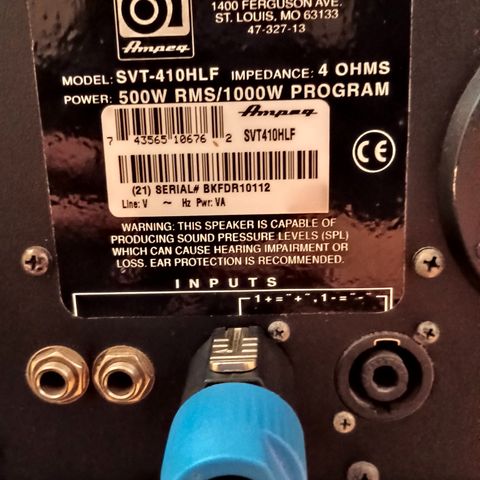 1400 FERGUSON AVE.
ST. LOUIS, MO 63133
47-327-13
Ampeg
MODEL: SVT-410HLF IMPEDANCE: 4 OHMS
POWER: 500W RMS/1000W PROGRAM
Ampeg
7 43565 10676 2 SVT410HLF
CE
(21) SERIAL# BKFDR10112
Line: V ~ Hz Pwr: VA
WARNING: THIS SPEAKER IS CAPABLE OF
PRODUCING SOUND PRESSURE LEVELS (SPL)
WHICH CAN CAUSE HEARING IMPAIRMENT OR
LOSS. EAR PROTECTION IS RECOMMENDED.
INPUTS
1+="+", 1-="-"